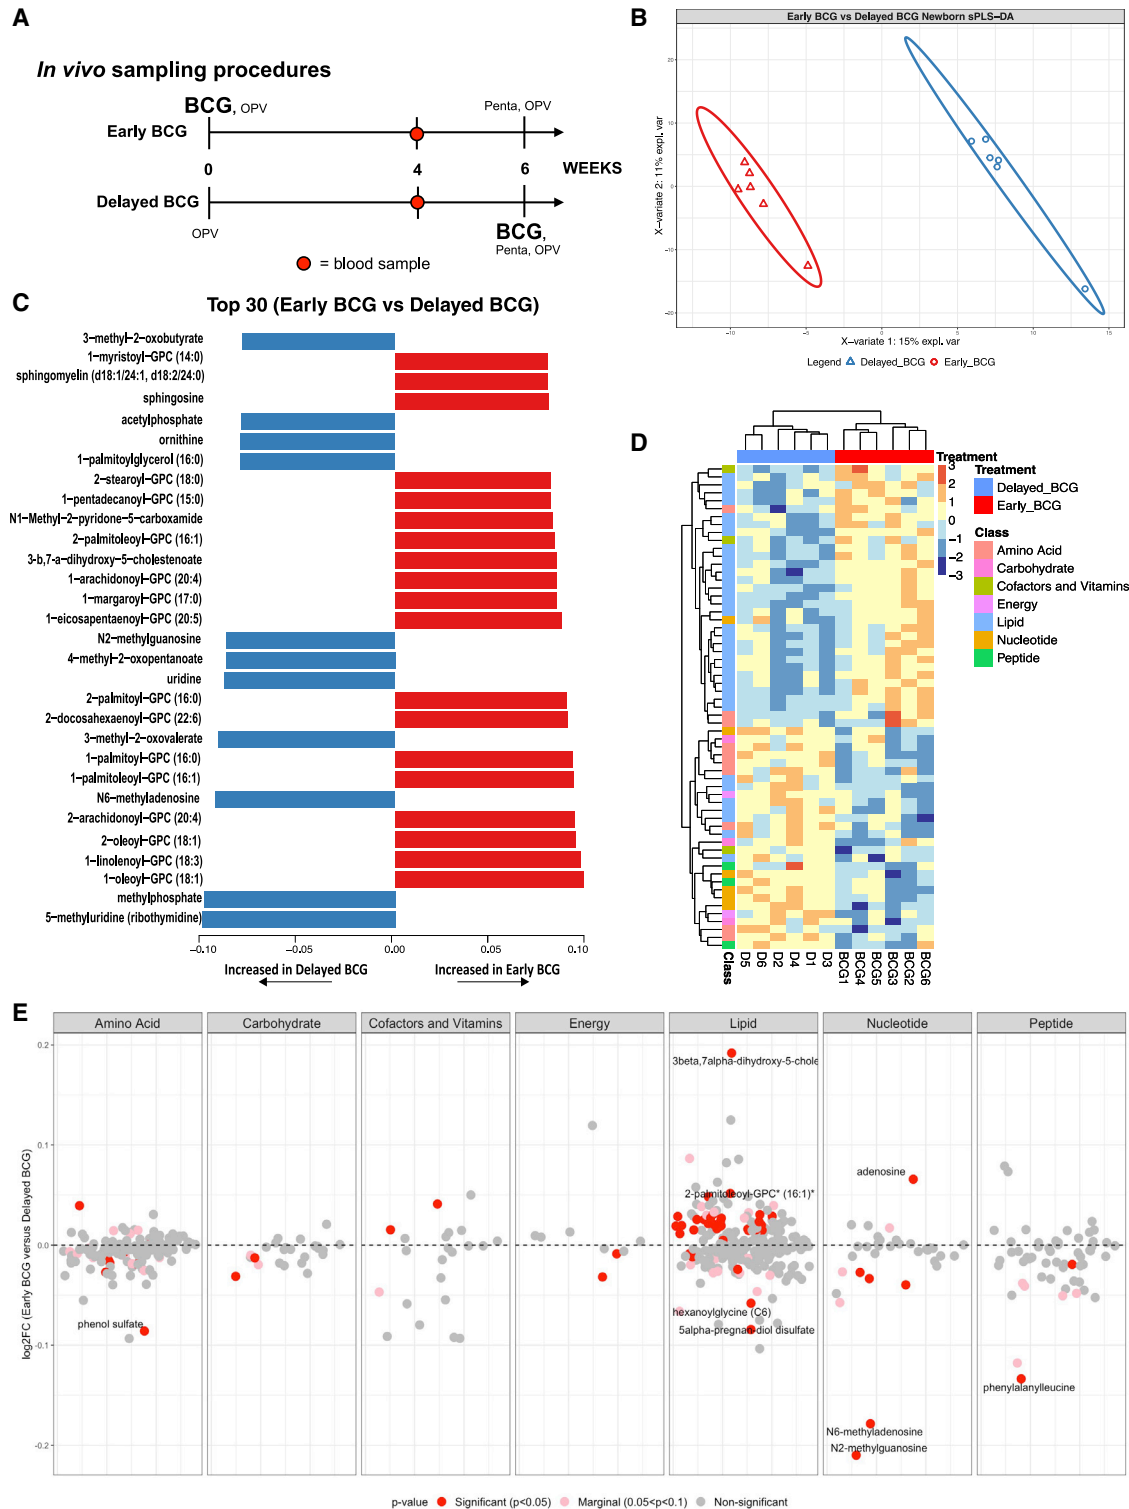 A
In vivo sampling procedures
BCG, OPV
Penta, OPV
Early BCG
0 4 6 WEEKS
Delayed BCG
OPV
BCG,
Penta, OPV
= blood sample
B
Early BCG vs Delayed BCG Newborn sPLS-DA
X-variate 2: 11% expl. var
20
10
0
-10
-20
-10 -5 0 5 10 15
X-variate 1: 15% expl. var
Legend Delayed_BCG Early_BCG
C
Top 30 (Early BCG vs Delayed BCG)
3-methyl-2-oxobutyrate
1-myristoyl-GPC (14:0)
sphingomyelin (d18:1/24:1, d18:2/24:0)
sphingosine
acetylphosphate
ornithine
1-palmitoylglycerol (16:0)
2-stearoyl-GPC (18:0)
1-pentadecanoyl-GPC (15:0)
N1-Methyl-2-pyridone-5-carboxamide
2-palmitoleoyl-GPC (16:1)
3-b,7-a-dihydroxy-5-cholestenoate
1-arachidonoyl-GPC (20:4)
1-margaroyl-GPC (17:0)
1-eicosapentaenoyl-GPC (20:5)
N2-methylguanosine
4-methyl-2-oxopentanoate
uridine
2-palmitoyl-GPC (16:0)
2-docosahexaenoyl-GPC (22:6)
3-methyl-2-oxovalerate
1-palmitoyl-GPC (16:0)
1-palmitoleoyl-GPC (16:1)
N6-methyladenosine
2-arachidonoyl-GPC (20:4)
2-oleoyl-GPC (18:1)
1-linolenoyl-GPC (18:3)
1-oleoyl-GPC (18:1)
methylphosphate
5-methyluridine (ribothymidine)
-0.10 -0.05 0.00 0.05 0.10
Increased in Delayed BCG Increased in Early BCG
D
Treatment
3
2
1
0
-1
-2
-3
Treatment
Delayed_BCG
Early_BCG
Class
Amino Acid
Carbohydrate
Cofactors and Vitamins
Energy
Lipid
Nucleotide
Peptide
Class D5 D6 D2 D4 D1 D3 BCG1 BCG4 BCG5 BCG3 BCG2 BCG6
E
Amino Acid Carbohydrate Cofactors and Vitamins Energy Lipid Nucleotide Peptide
log2FC (Early BCG versus Delayed BCG)
0.2
0.1
0.0
-0.1
-0.2
3beta,7alpha-dihydroxy-5-chole
adenosine
2-palmitoleoyl-GPC* (16:1)*
hexanoylglycine (C6)
phenol sulfate
5alpha-pregnan-diol disulfate
phenylalanylleucine
N6-methyladenosine
N2-methylguanosine
p-value Significant (p<0.05) Marginal (0.05<p<0.1) Non-significant